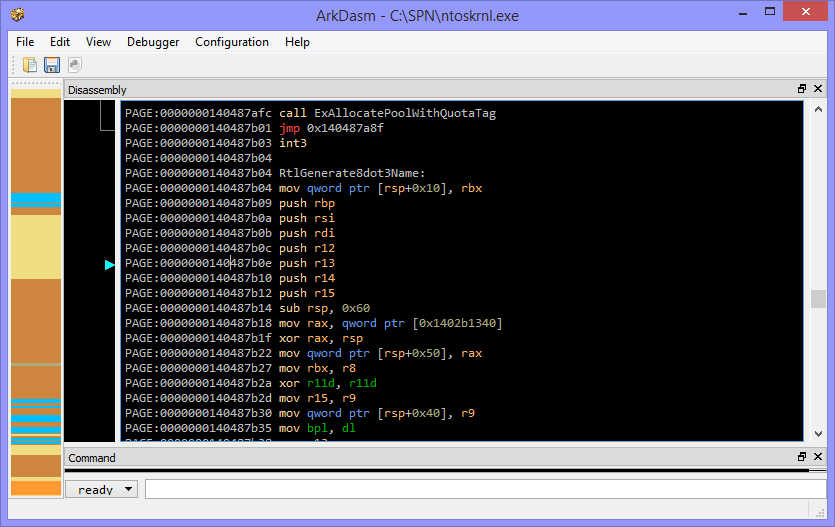 ArkDasm - C:\SPN\ntoskrnl.exe
File Edit View Debugger Configuration Help
Disassembly
PAGE:0000000140487afc call ExAllocatePoolWithQuotaTag
PAGE:0000000140487b01 jmp 0x140487a8f
PAGE:0000000140487b03 int3
PAGE:0000000140487b04
PAGE:0000000140487b04 RtlGenerate8dot3Name:
PAGE:0000000140487b04 mov qword ptr [rsp+0x10], rbx
PAGE:0000000140487b09 push rbp
PAGE:0000000140487b0a push rsi
PAGE:0000000140487b0b push rdi
PAGE:0000000140487b0c push r12
PAGE:0000000140487b0e push r13
PAGE:0000000140487b10 push r14
PAGE:0000000140487b12 push r15
PAGE:0000000140487b14 sub rsp, 0x60
PAGE:0000000140487b18 mov rax, qword ptr [0x1402b1340]
PAGE:0000000140487b1f xor rax, rsp
PAGE:0000000140487b22 mov qword ptr [rsp+0x50], rax
PAGE:0000000140487b27 mov rbx, r8
PAGE:0000000140487b2a xor r11d, r11d
PAGE:0000000140487b2d mov r15, r9
PAGE:0000000140487b30 mov qword ptr [rsp+0x40], r9
PAGE:0000000140487b35 mov bpl, dl
Command
ready